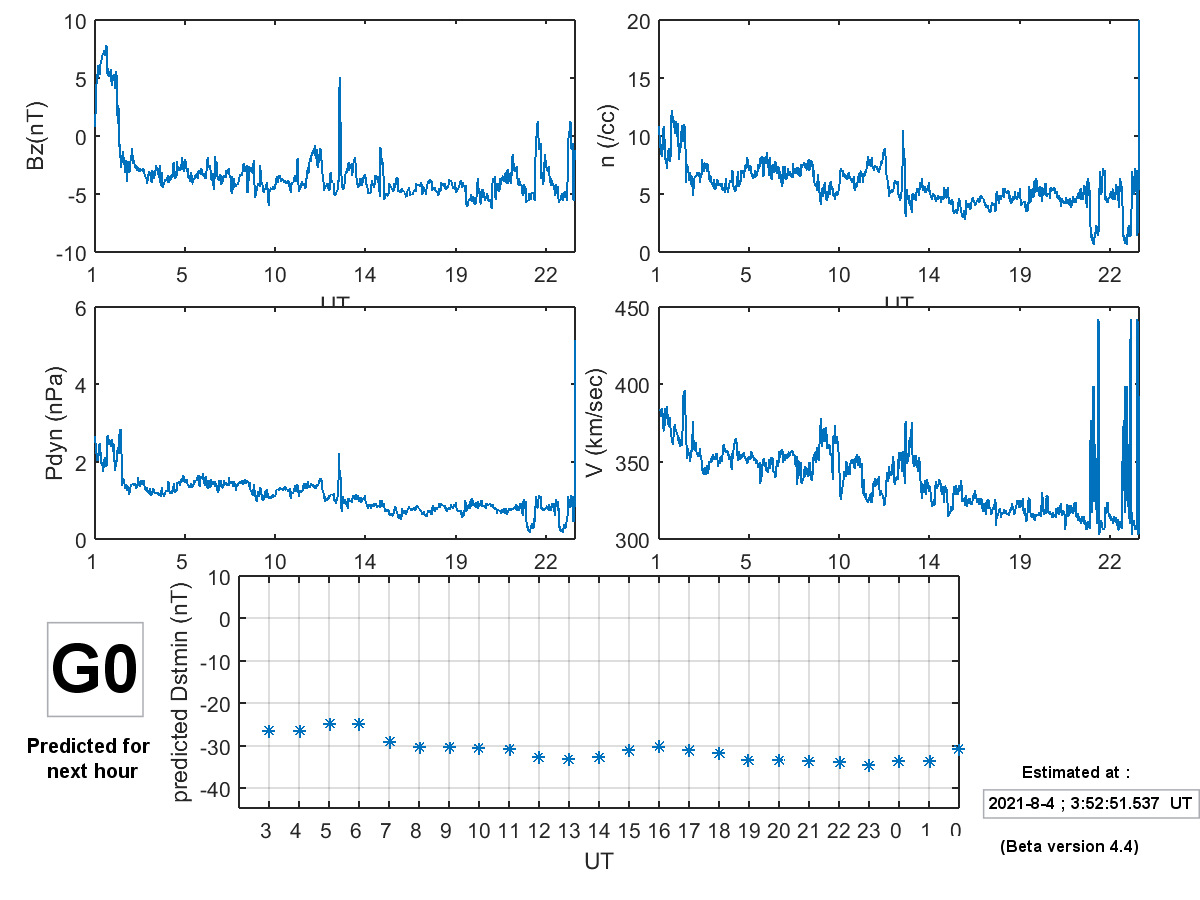 10
5
0
-5
-10
Bz(nT)
1 5 10 14 19 22
UT
20
15
10
5
0
n (/cc)
1 5 10 14 19 22
UT
6
4
2
0
Pdyn (nPa)
1 5 10 14 19 22
450
400
350
300
V (km/sec)
1 5 10 14 19 22
10
0
-10
-20
-30
-40
predicted Dstmin (nT)
3 4 5 6 7 8 9 10 11 12 13 14 15 16 17 18 19 20 21 22 23 0 1 0
UT
G0
Predicted for
next hour
Estimated at :
2021-8-4 ; 3:52:51.537 UT
(Beta version 4.4)